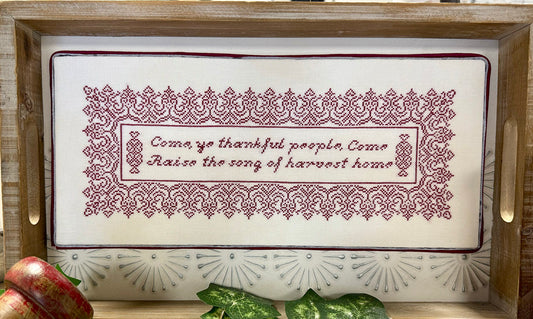 Come, ye thankful people, Come
Raise the song of harvest home